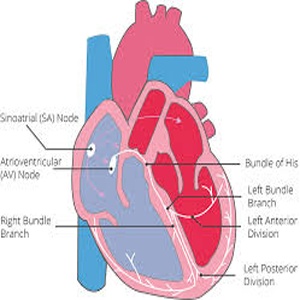 Sinoatrial (SA) Node
Atrioventricular
(AV) Node
Right Bundle
Branch
Bundle of His
Left Bundle
Branch
Left Anterior
Division
Left Posterior
Division